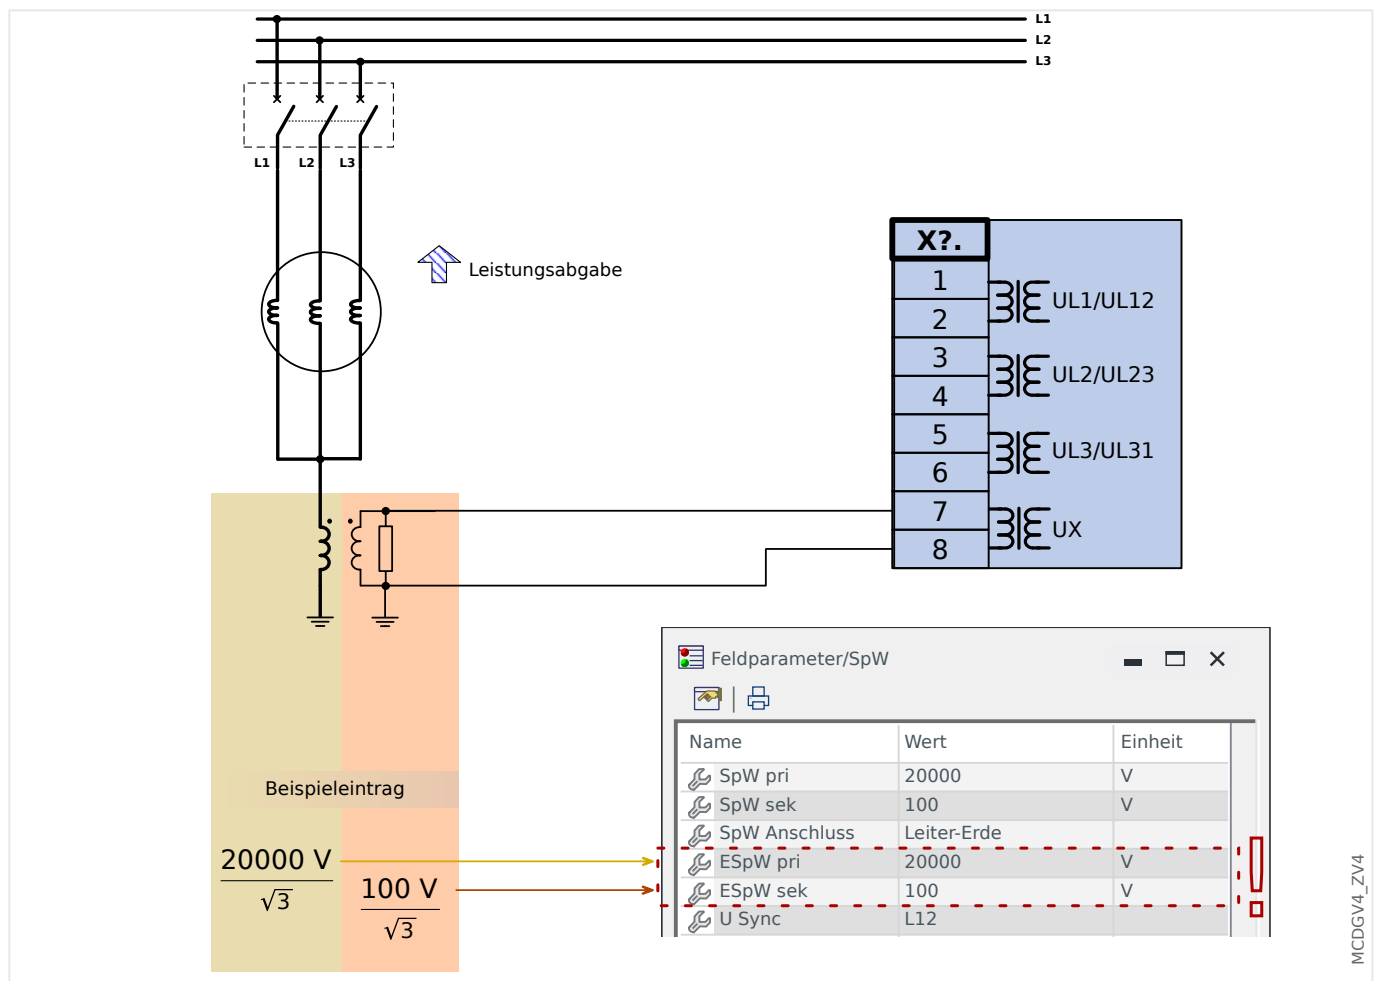 L1
L2
L3
L1 L2 L3
Leistungsabgabe
X?.
1
2
3
4
5
6
7
8
UL1/UL12
UL2/UL23
UL3/UL31
UX
Beispieleintrag
20000 V
√3
100 V
√3
Feldparameter/SpW
Name Wert Einheit
SpW pri 20000 V
SpW sek 100 V
SpW Anschluss Leiter-Erde
ESpW pri 20000 V
ESpW sek 100 V
U Sync L12
!
MCDGV4_ZV4